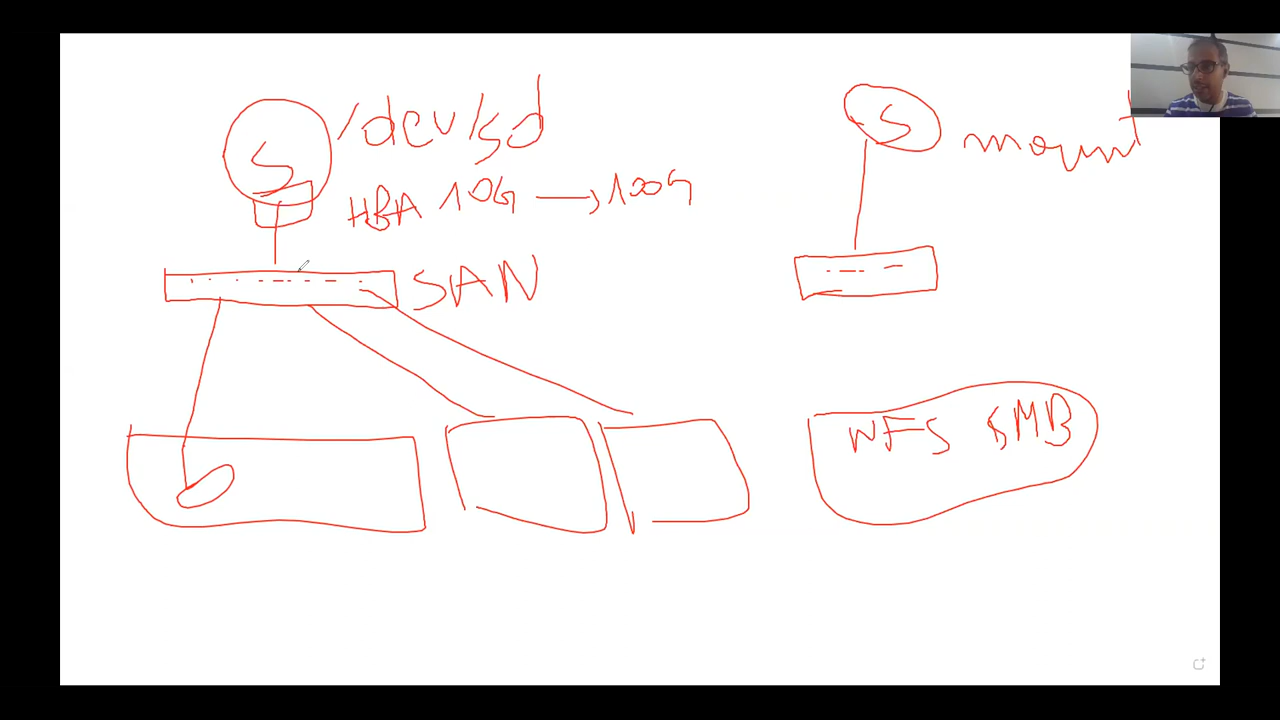 S /dev/sd
HBA 10G → 100G
SAN
S mount
NFS SMB